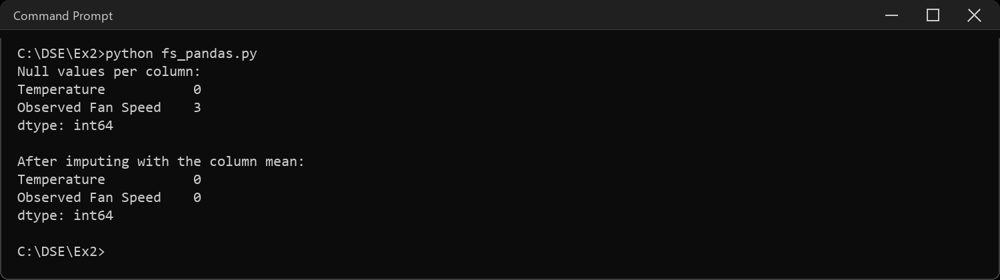 Command Prompt
C:\DSE\Ex2>python fs_pandas.py
Null values per column:
Temperature           0
Observed Fan Speed    3
dtype: int64

After imputing with the column mean:
Temperature           0
Observed Fan Speed    0
dtype: int64

C:\DSE\Ex2>